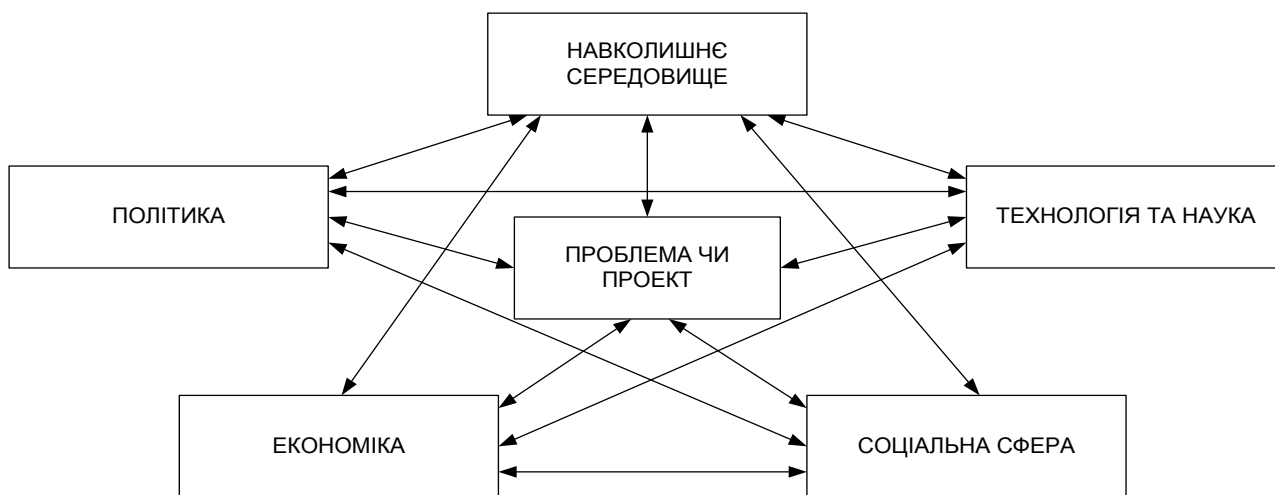 НАВКОЛИШНЄ
СЕРЕДОВИЩЕ
ПОЛІТИКА
ТЕХНОЛОГІЯ ТА НАУКА
ПРОБЛЕМА ЧИ
ПРОЕКТ
ЕКОНОМІКА
СОЦІАЛЬНА СФЕРА